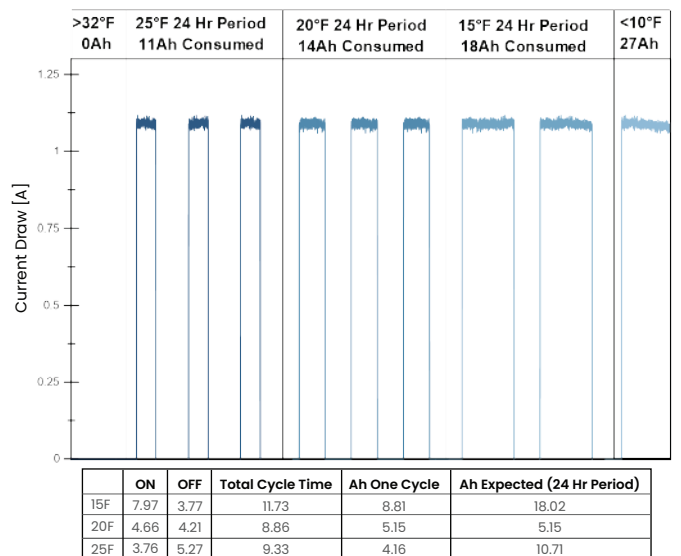 >32°F 25°F 24 Hr Period 20°F 24 Hr Period 15°F 24 Hr Period <10°F
0Ah 11Ah Consumed 14Ah Consumed 18Ah Consumed 27Ah
1.25
1
0.75
0.5
0.25
0
Current Draw [A]
ON OFF Total Cycle Time Ah One Cycle Ah Expected (24 Hr Period)
15F 7.97 3.77 11.73 8.81 18.02
20F 4.66 4.21 8.86 5.15 5.15
25F 3.76 5.27 9.33 4.16 10.71